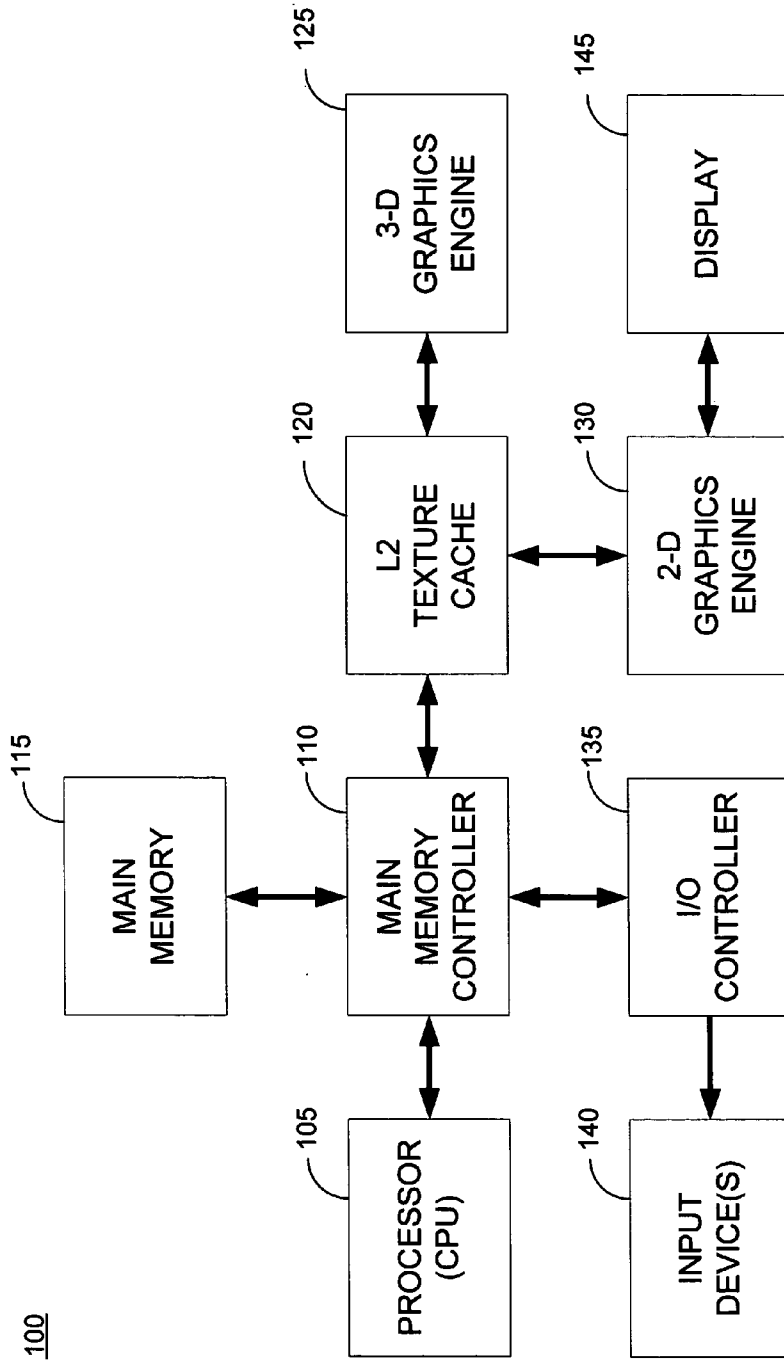 100
115
MAIN
MEMORY
105
PROCESSOR
(CPU)
110
MAIN
MEMORY
CONTROLLER
120
L2
TEXTURE
CACHE
125
3-D
GRAPHICS
ENGINE
140
INPUT
DEVICE(S)
135
I/O
CONTROLLER
130
2-D
GRAPHICS
ENGINE
145
DISPLAY